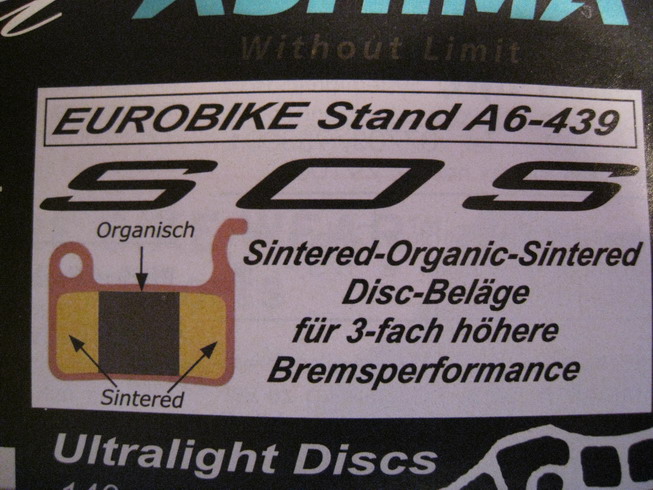 ASHIMA
Without Limit
EUROBIKE Stand A6-439
SOS
Organisch
Sintered-Organic-Sintered
Disc-Beläge
für 3-fach höhere
Bremsperformance
Sintered
Ultralight Discs